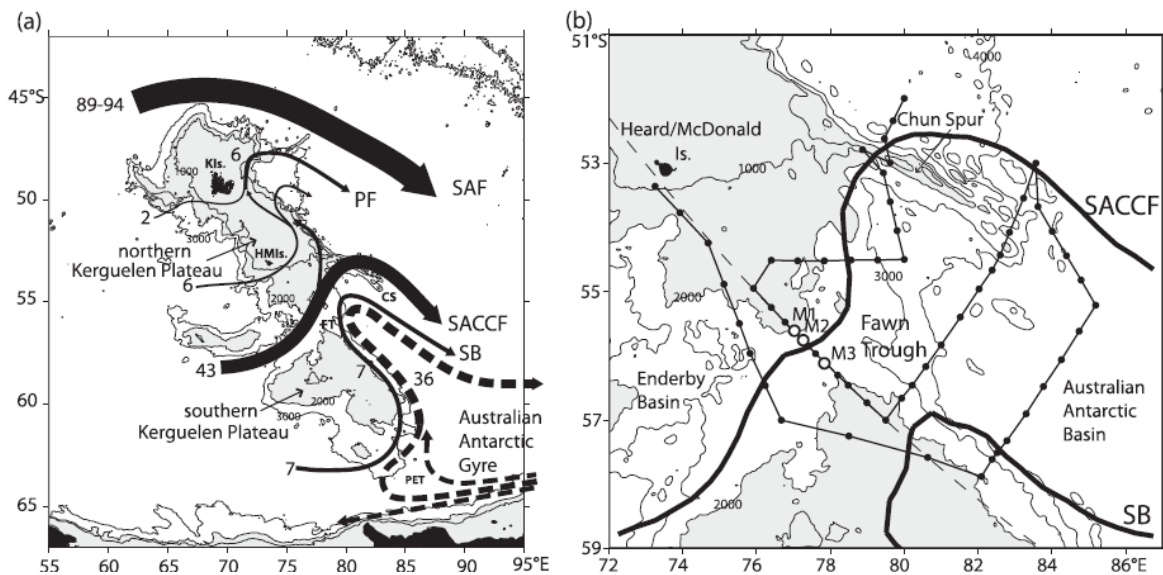 (a)
45°S
50
55
60
65
55
60
65
70
75
80
85
90
95°E
89-94
SAF
KIs.
1000
6
PF
2
3000
northern
Kerguelen Plateau
HMIs.
6
2000
CS
SACCF
FT
SB
43
7
36
2000
southern
Kerguelen Plateau
3000
Australian
Antarctic
Gyre
7
PET
(b)
51°S
53
55
57
59
72
74
76
78
80
82
84
86°E
4000
Chun Spur
Heard/McDonald
Is.
1000
SACCF
3000
2000
M1
M2
Fawn
Trough
M3
Enderby
Basin
Australian
Antarctic
Basin
2000
SB